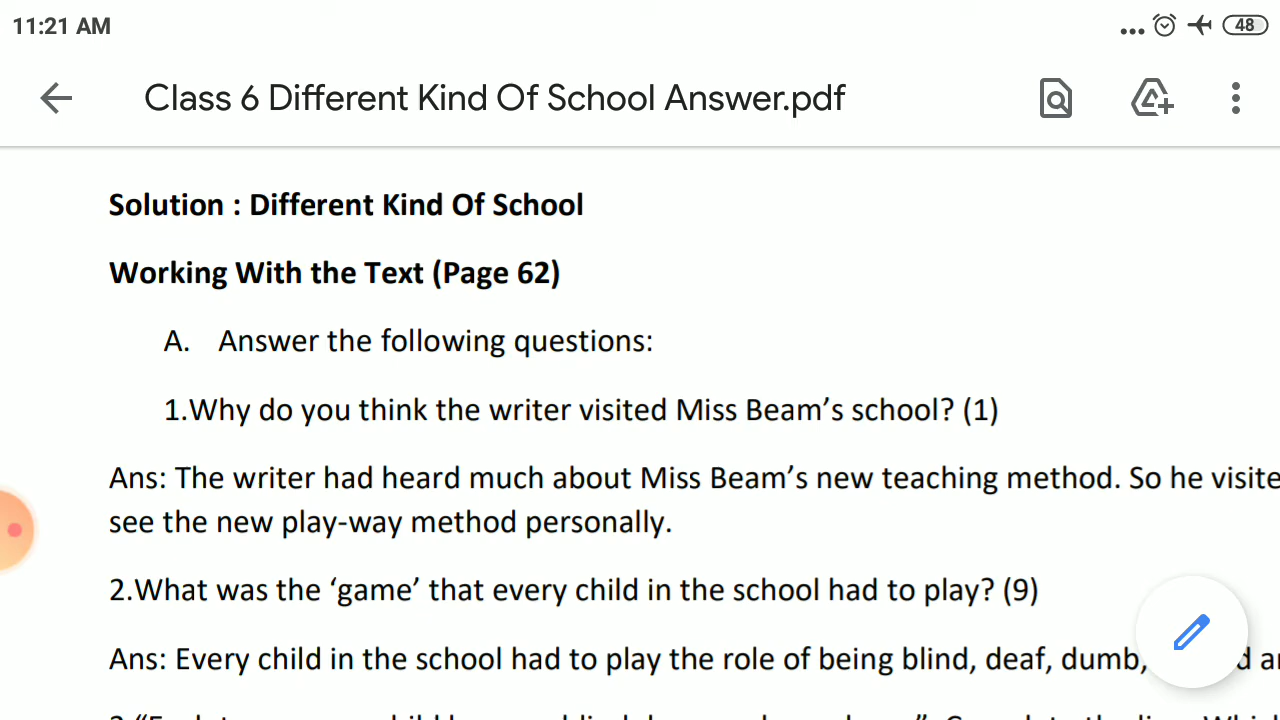 11:21 AM
48
Class 6 Different Kind Of School Answer.pdf
Solution : Different Kind Of School
Working With the Text (Page 62)
A. Answer the following questions:
1.Why do you think the writer visited Miss Beam's school? (1)
Ans: The writer had heard much about Miss Beam's new teaching method. So he visite
see the new play-way method personally.
2.What was the ‘game’ that every child in the school had to play? (9)
Ans: Every child in the school had to play the role of being blind, deaf, dumb,